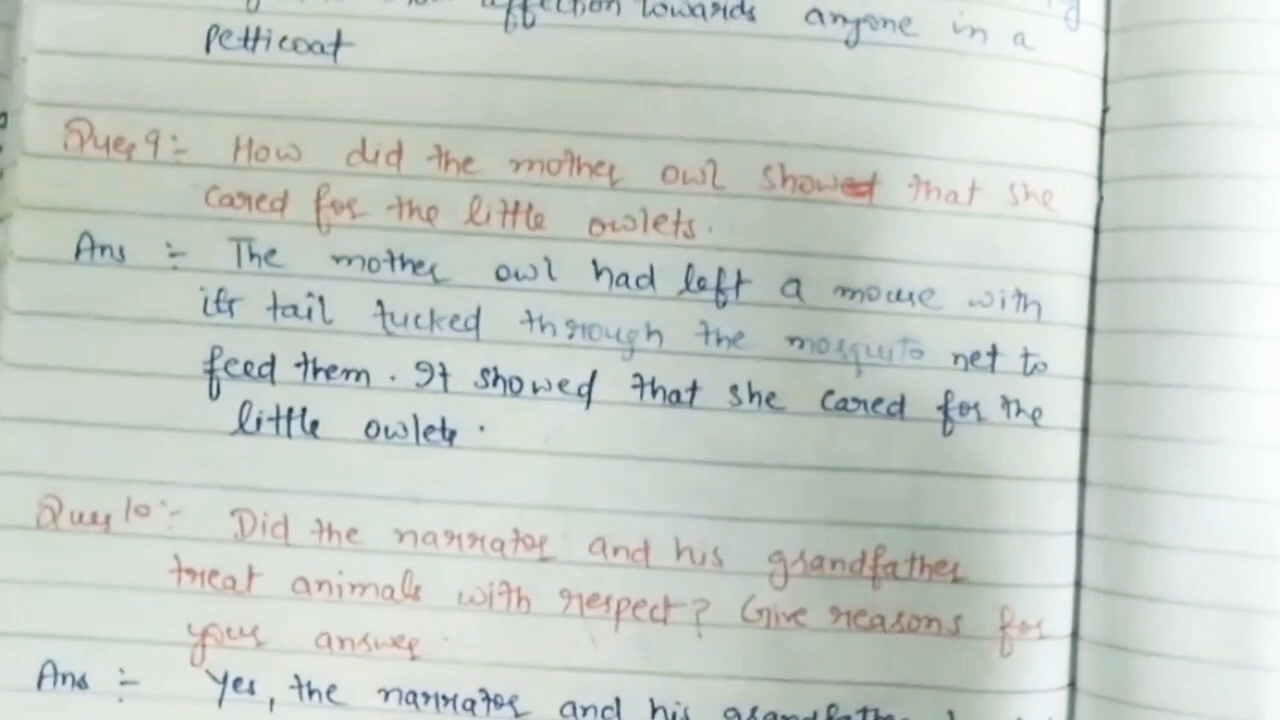 affection towards anyone in a
petticoat
Ques 9:- How did the mother owl show that she
cared for the little owlets.
Ans :- The mother owl had left a mouse with
its tail tucked through the mosquito net to
feed them. It showed that she cared for the
little owlets.
Ques 10:- Did the narrator and his grandfather
treat animals with respect? Give reasons for
your answer.
Ans :- Yes, the narrator and his grandfather